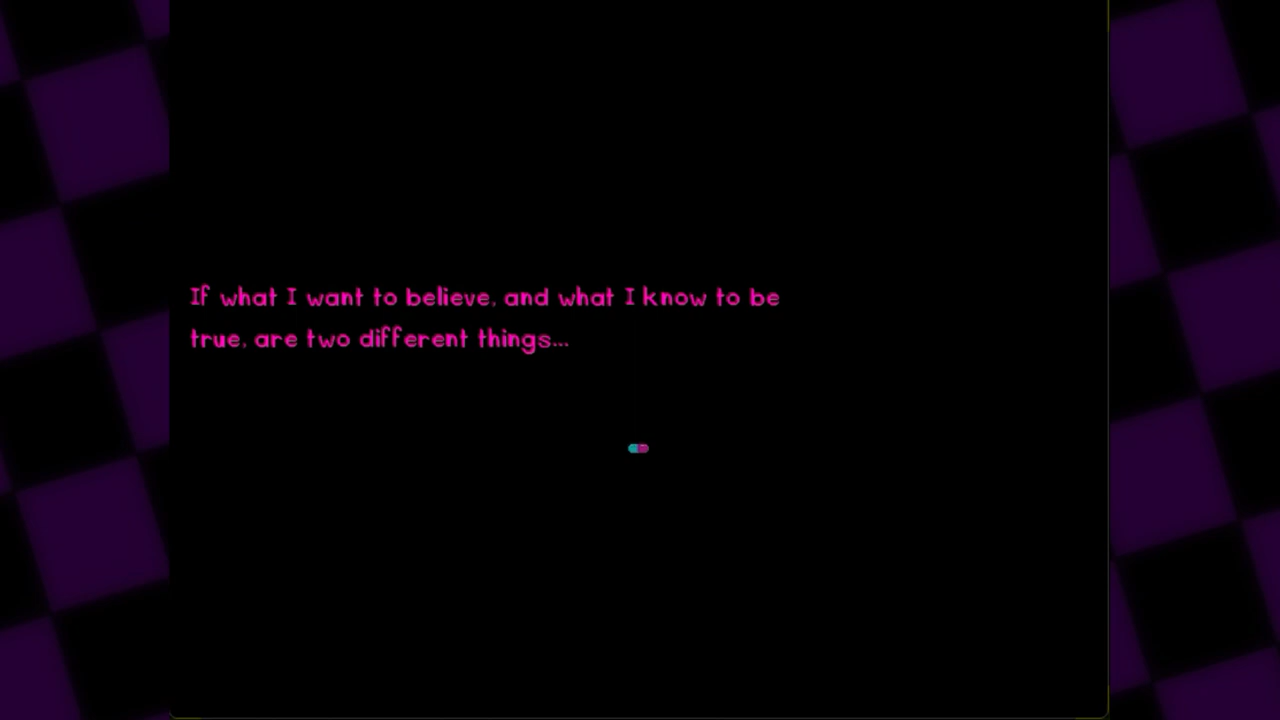 If what I want to believe, and what I know to be
true, are two different things...